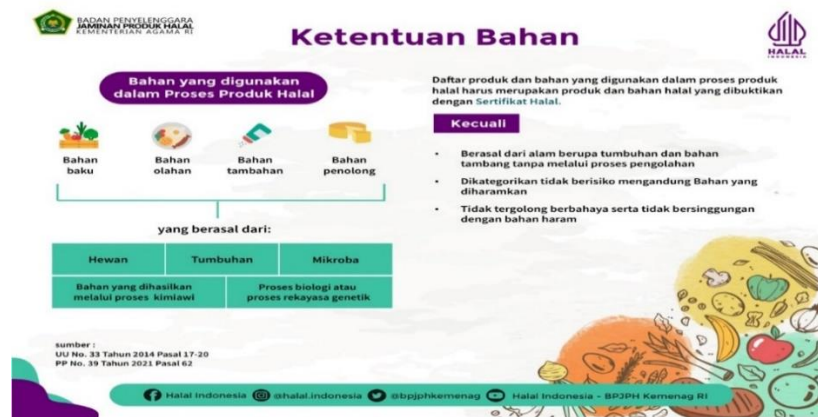 BADAN PENYELENGGARA
JAMINAN PRODUK HALAL
KEMENTERIAN AGAMA RI
Ketentuan Bahan
HALAL
INDONESIA
Bahan yang digunakan
dalam Proses Produk Halal
Bahan
baku
Bahan
olahan
Bahan
tambahan
Bahan
penolong
yang berasal dari:
Hewan
Tumbuhan
Mikroba
Bahan yang dihasilkan
melalui proses kimiawi
Proses biologi atau
proses rekayasa genetik
Daftar produk dan bahan yang digunakan dalam proses produk
halal harus merupakan produk dan bahan halal yang dibuktikan
dengan Sertifikat Halal.
Kecuali
• Berasal dari alam berupa tumbuhan dan bahan
tambang tanpa melalui proses pengolahan
• Dikategorikan tidak berisiko mengandung Bahan yang
diharamkan
• Tidak tergolong berbahaya serta tidak bersinggungan
dengan bahan haram
sumber :
UU No. 33 Tahun 2014 Pasal 17-20
PP No. 39 Tahun 2021 Pasal 62
Halal Indonesia @halal.indonesia @bpjphkemenag Halal Indonesia - BPJPH Kemenag RI